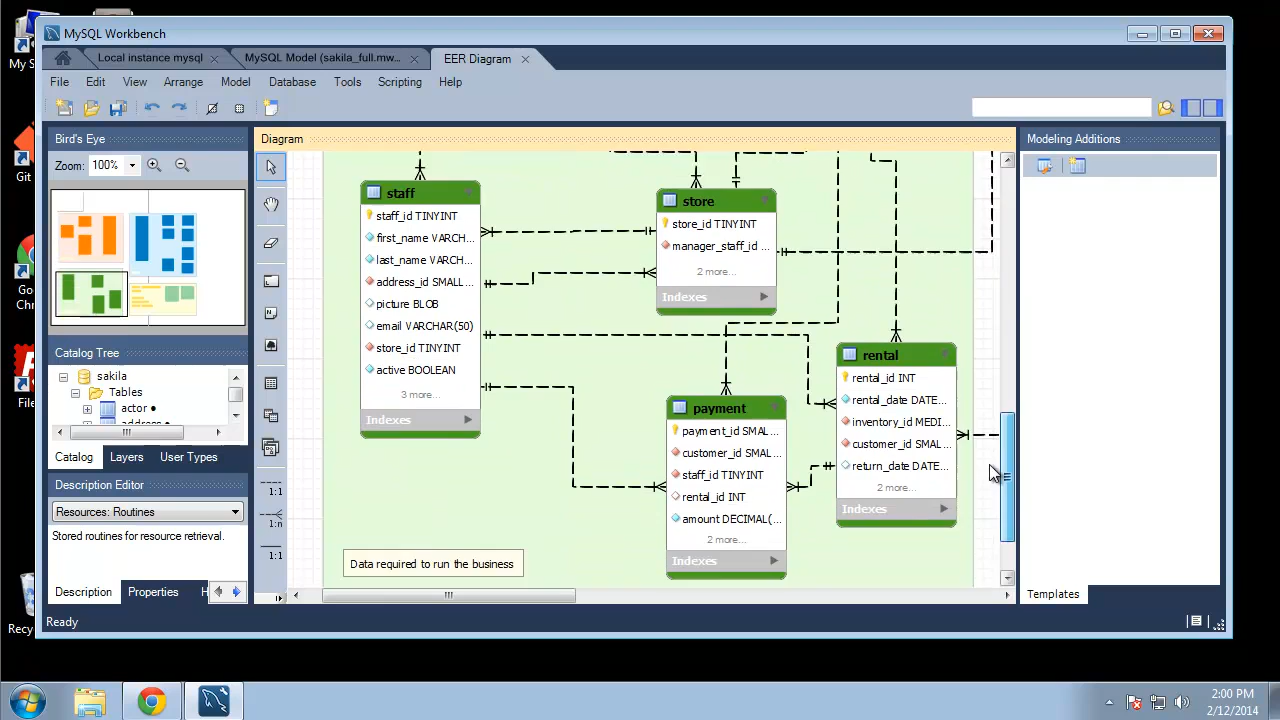 My S
MySQL Workbench
Local instance mysql
MySQL Model (sakila_full.mw...
EER Diagram
File Edit View Arrange Model Database Tools Scripting Help
Bird's Eye
Zoom: 100%
Diagram
Modeling Additions
Git
Go
Chr
File
Recy
staff
staff_id TINYINT
first_name VARCH...
last_name VARCH...
address_id SMALL...
picture BLOB
email VARCHAR(50)
store_id TINYINT
active BOOLEAN
3 more...
Indexes
store
store_id TINYINT
manager_staff_id ...
2 more...
Indexes
rental
rental_id INT
rental_date DATE...
inventory_id MEDI...
customer_id SMAL...
return_date DATE...
2 more...
Indexes
payment
payment_id SMAL...
customer_id SMAL...
staff_id TINYINT
rental_id INT
amount DECIMAL(...
2 more...
Indexes
Data required to run the business
Catalog Tree
sakila
Tables
actor
Catalog Layers User Types
Description Editor
Resources: Routines
Stored routines for resource retrieval.
Description Properties H
1:1
1:n
1:1
Templates
Ready
2:00 PM
2/12/2014